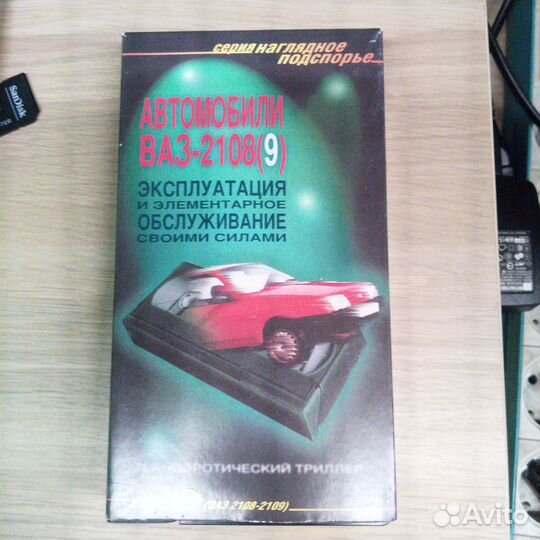 серия наглядное
подспорье
SanDisk
АВТОМОБИЛИ
ВАЗ-2108(9)
ЭКСПЛУАТАЦИЯ
И ЭЛЕМЕНТАРНОЕ
ОБСЛУЖИВАНИЕ
СВОИМИ СИЛАМИ
ТРИЛЛЕР
(ВАЗ 2108-2109)
Avito